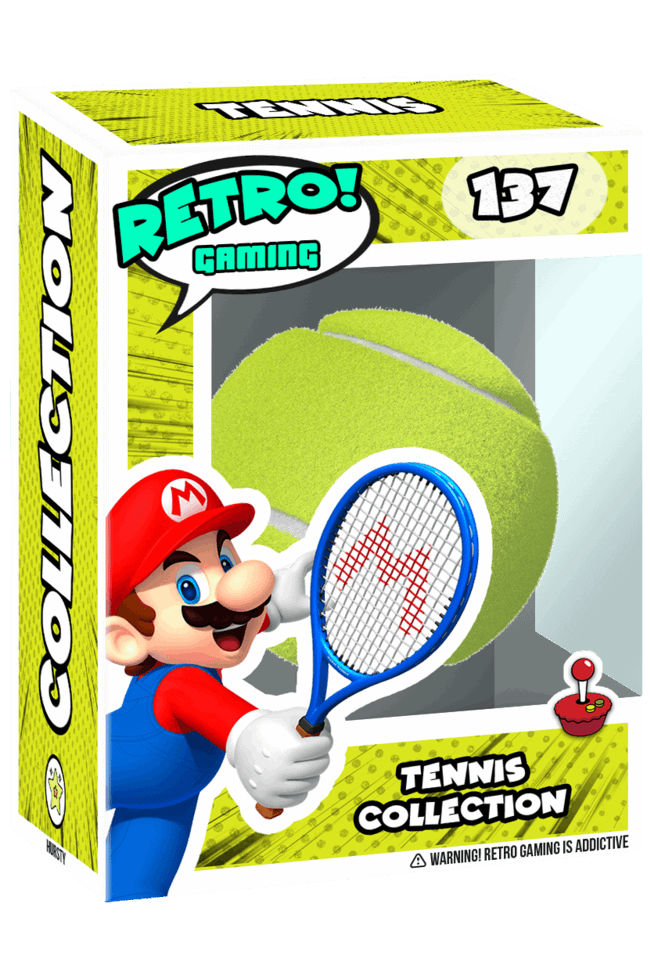 TENNIS
COLLECTION
RETRO!
GAMING
137
M
M
TENNIS
COLLECTION
⚠ WARNING! RETRO GAMING IS ADDICTIVE
HURSTY